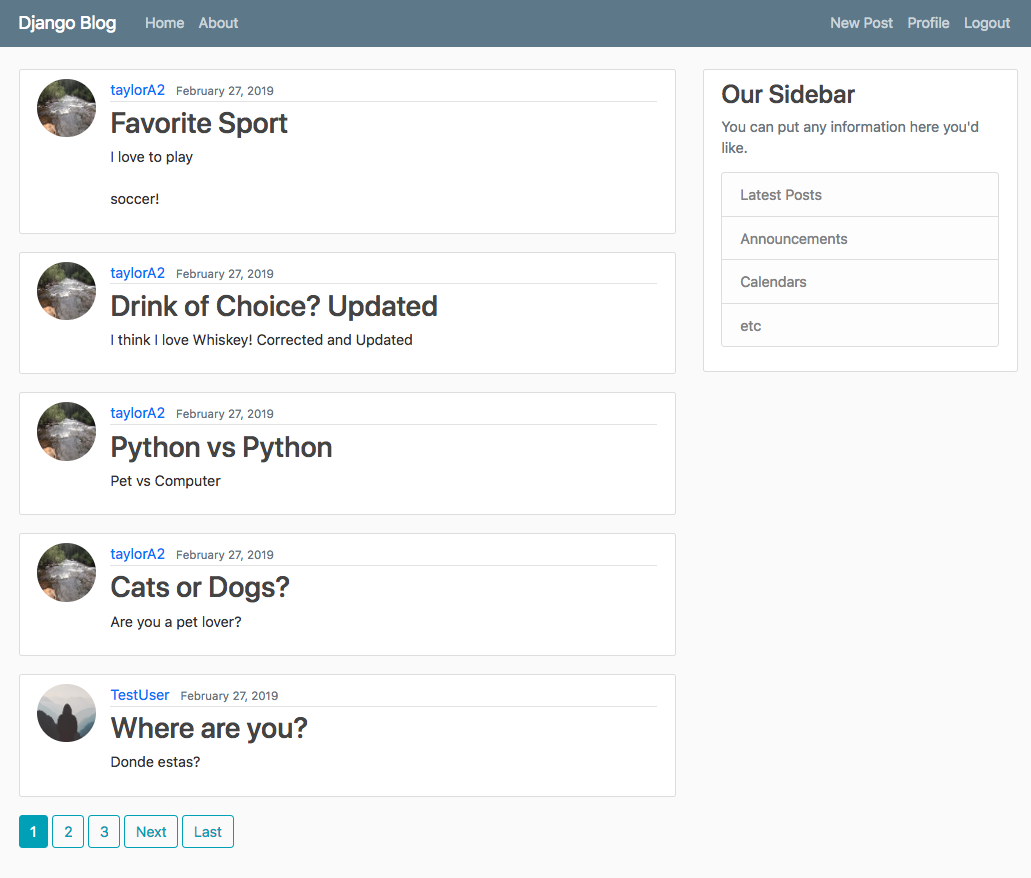 Django Blog Home About New Post Profile Logout
taylorA2 February 27, 2019
Favorite Sport
I love to play
soccer!
taylorA2 February 27, 2019
Drink of Choice? Updated
I think I love Whiskey! Corrected and Updated
taylorA2 February 27, 2019
Python vs Python
Pet vs Computer
taylorA2 February 27, 2019
Cats or Dogs?
Are you a pet lover?
TestUser February 27, 2019
Where are you?
Donde estas?
1 2 3 Next Last
Our Sidebar
You can put any information here you'd
like.
Latest Posts
Announcements
Calendars
etc